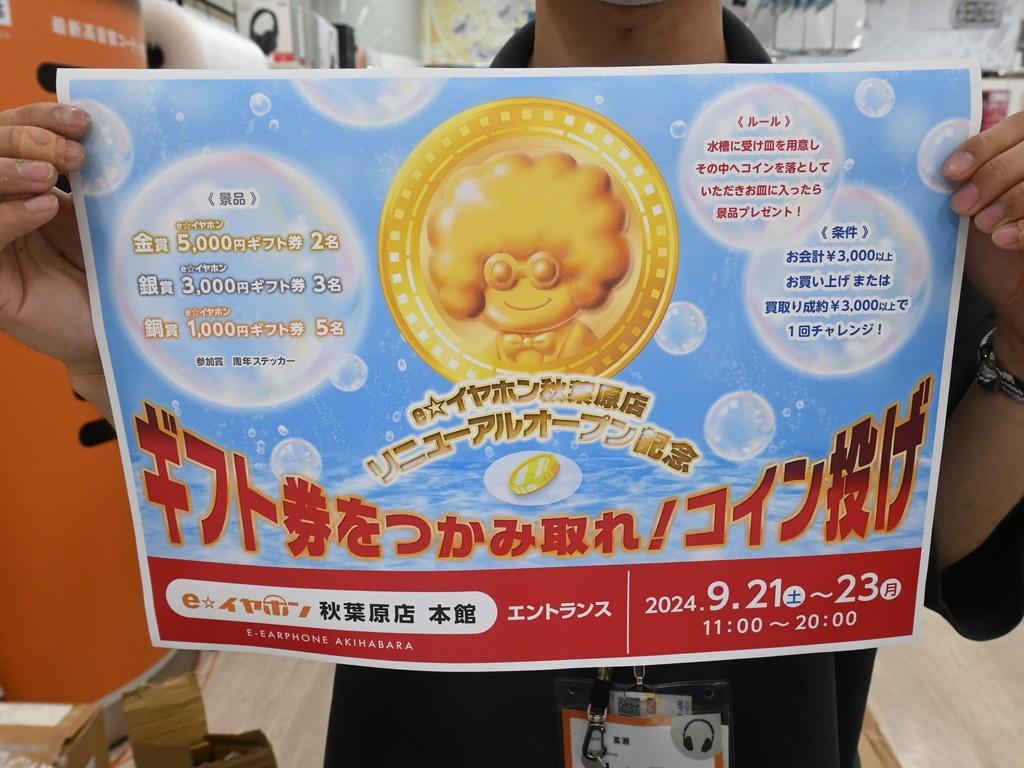 最新高音質コー
《 景品 》
e☆イヤホン
金賞 5,000円ギフト券 2名
e☆イヤホン
銀賞 3,000円ギフト券 3名
e☆イヤホン
銅賞 1,000円ギフト券 5名
参加賞 周年ステッカー
《 ルール 》
水槽に受け皿を用意し
その中へコインを落として
いただきお皿に入ったら
景品プレゼント！
《 条件 》
お会計￥3,000以上
お買い上げ または
買取り成約￥3,000以上で
1回チャレンジ！
e☆イヤホン秋葉原店
リニューアルオープン記念
ギフト券をつかみ取れ！コイン投げ
e☆イヤホン 秋葉原店 本館
E-EARPHONE AKIHABARA
エントランス
2024.9.21土～23月
11：00 ～ 20：00
高瀬